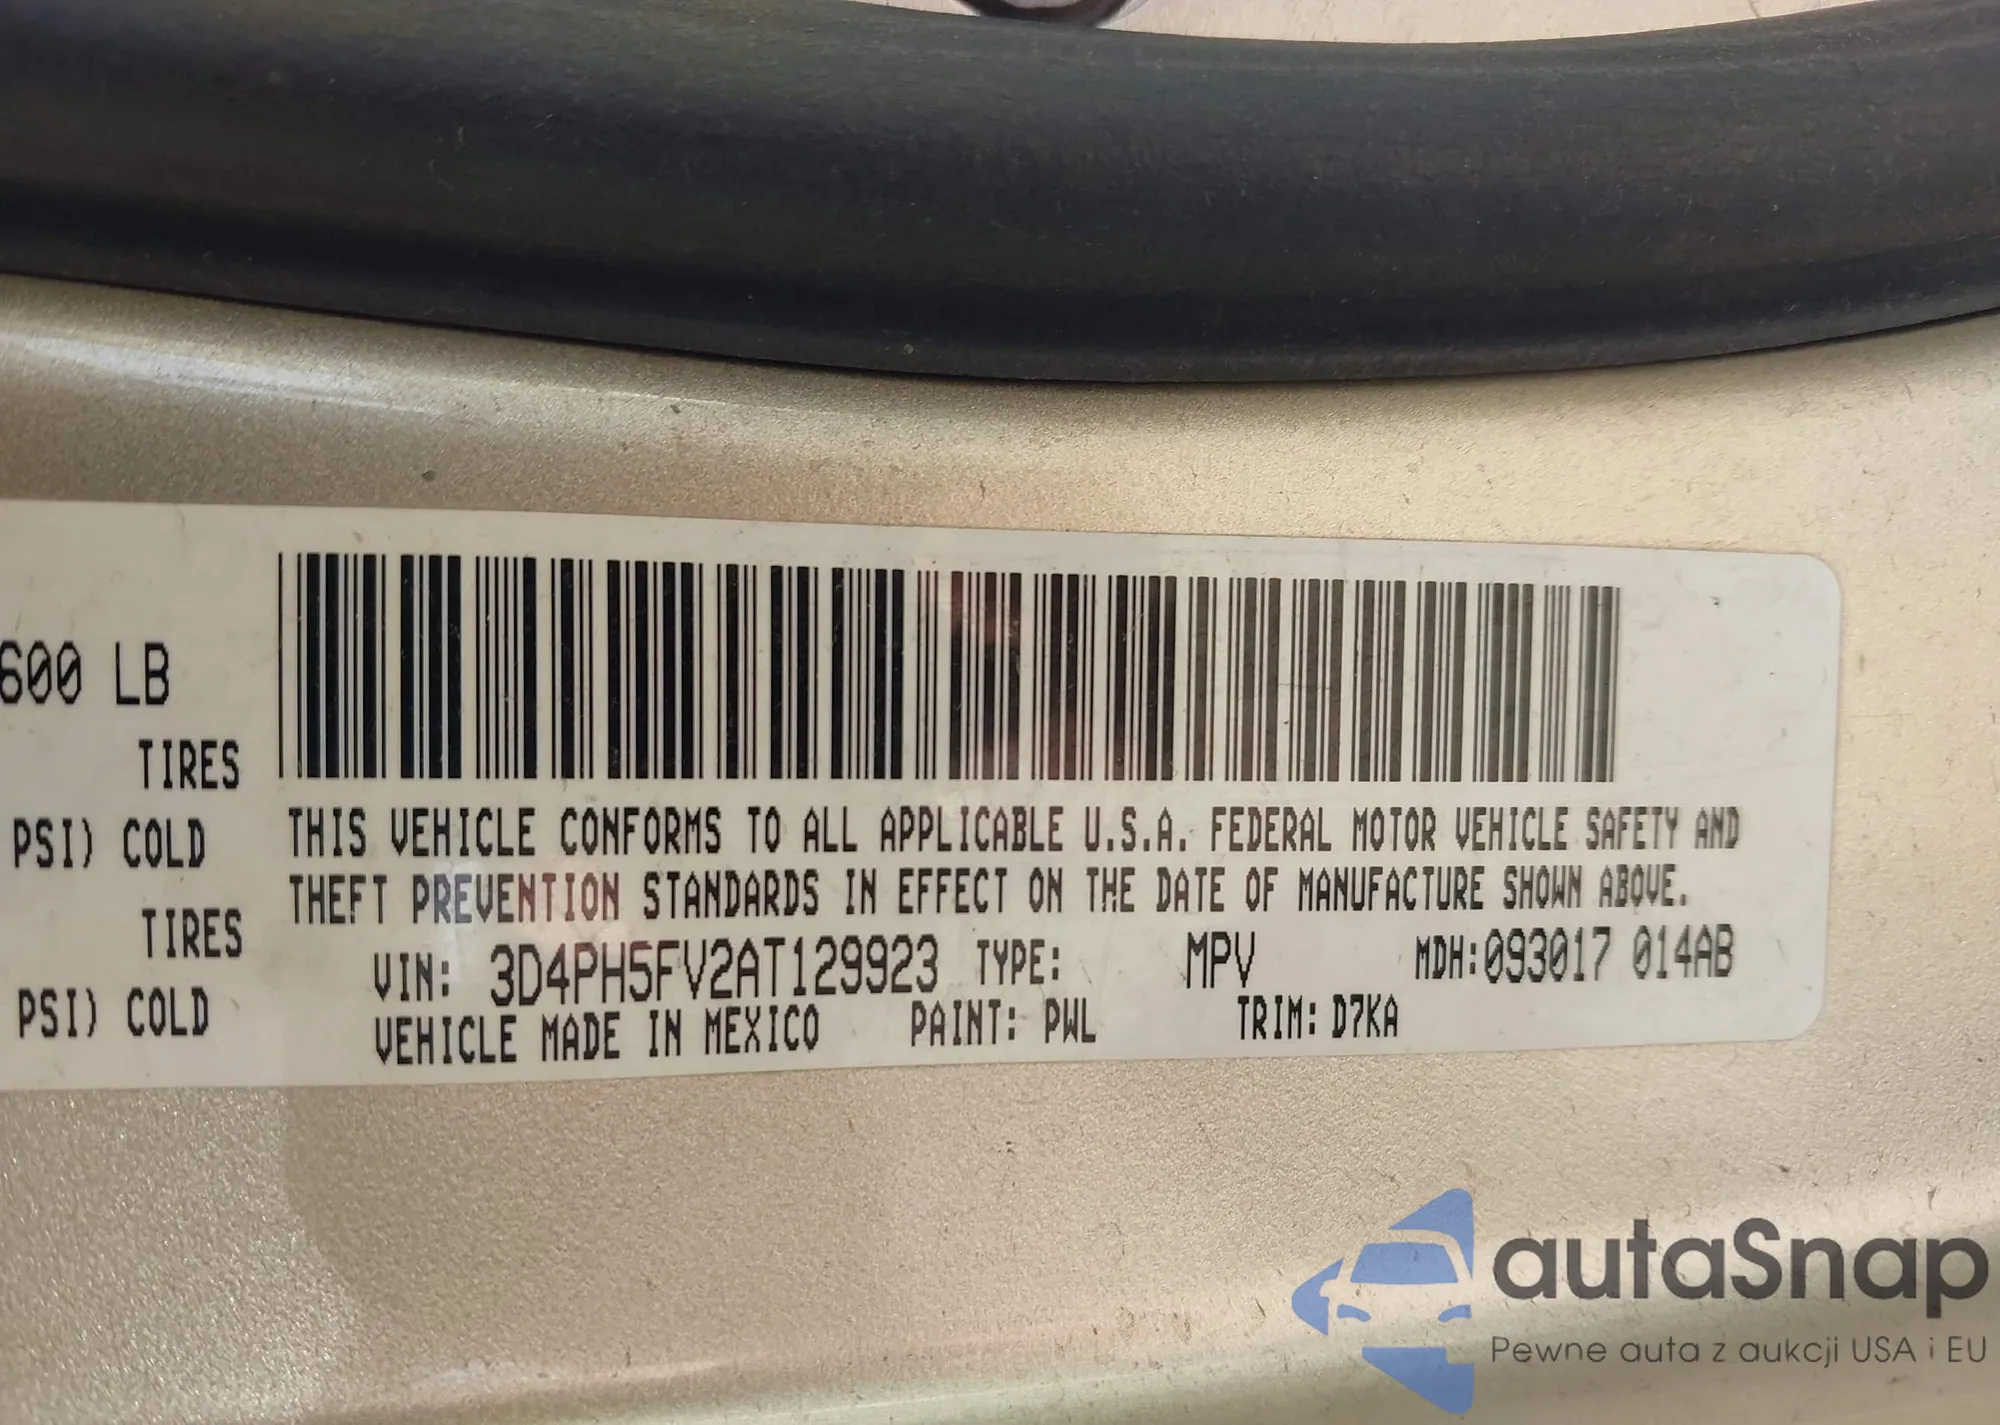 600 LB
TIRES
PSI) COLD
TIRES
PSI) COLD
THIS VEHICLE CONFORMS TO ALL APPLICABLE U.S.A. FEDERAL MOTOR VEHICLE SAFETY AND
THEFT PREVENTION STANDARDS IN EFFECT ON THE DATE OF MANUFACTURE SHOWN ABOVE.
VIN: 3D4PH5FV2AT129923 TYPE: MPV MDH:093017 014AB
VEHICLE MADE IN MEXICO PAINT: PWL TRIM: D7KA
autaSnap
Pewne auta z aukcji USA i EU